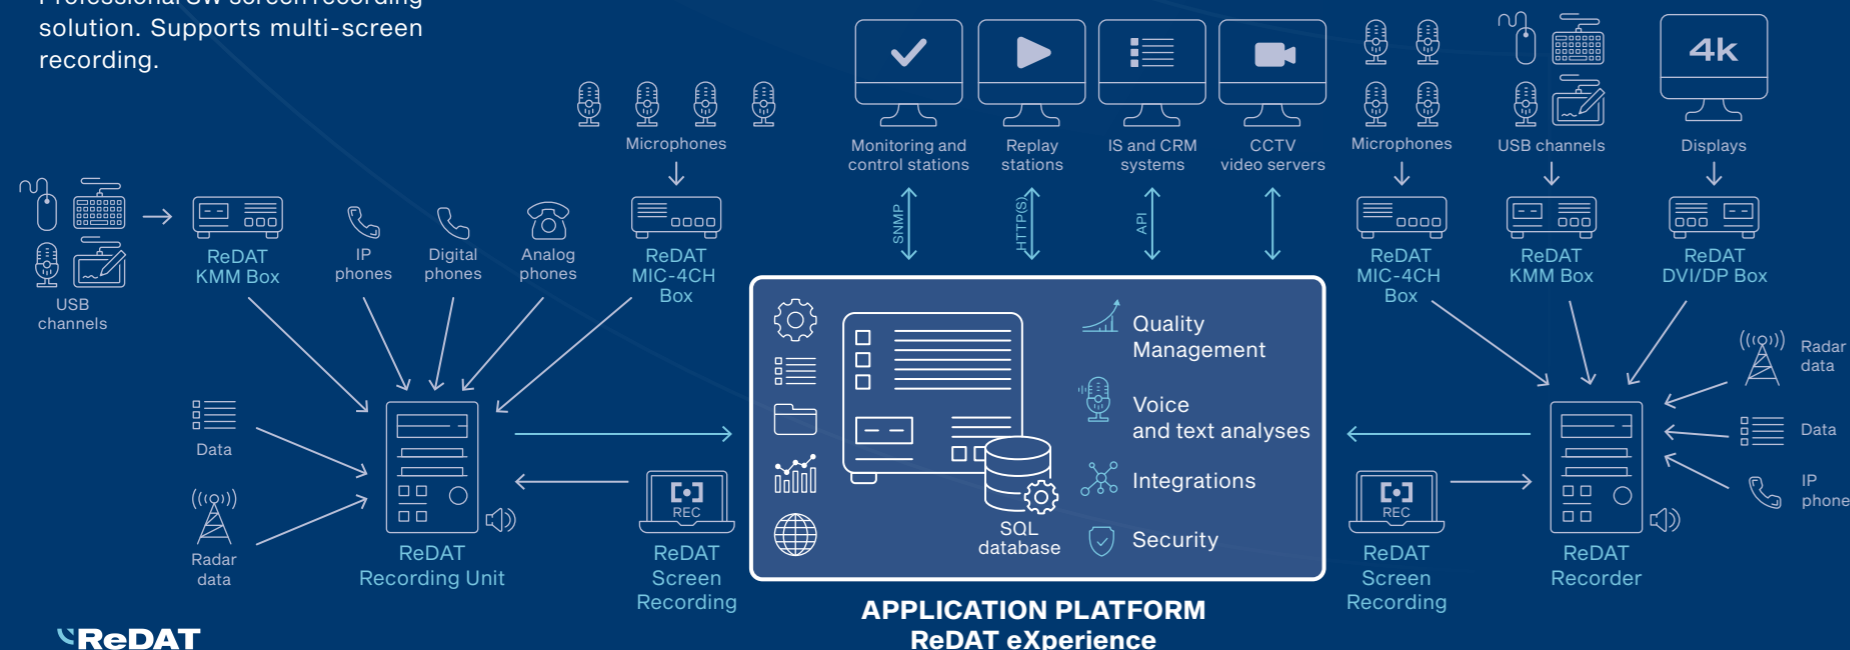 Professional SW screen recording
solution. Supports multi-screen
recording.
4k
Microphones
Monitoring and
control stations
Replay
stations
IS and CRM
systems
CCTV
video servers
Microphones
USB channels
Displays
SNMP
HTTP(S)
API
ReDAT
KMM Box
IP
phones
Digital
phones
Analog
phones
ReDAT
MIC-4CH
Box
ReDAT
MIC-4CH
Box
ReDAT
KMM Box
ReDAT
DVI/DP Box
USB
channels
Quality
Management
Voice
and text analyses
Integrations
Security
SQL
database
Data
Radar
data
ReDAT
Recording Unit
REC
ReDAT
Screen
Recording
REC
ReDAT
Screen
Recording
ReDAT
Recorder
Radar
data
Data
IP
phone
APPLICATION PLATFORM
ReDAT eXperience
ReDAT